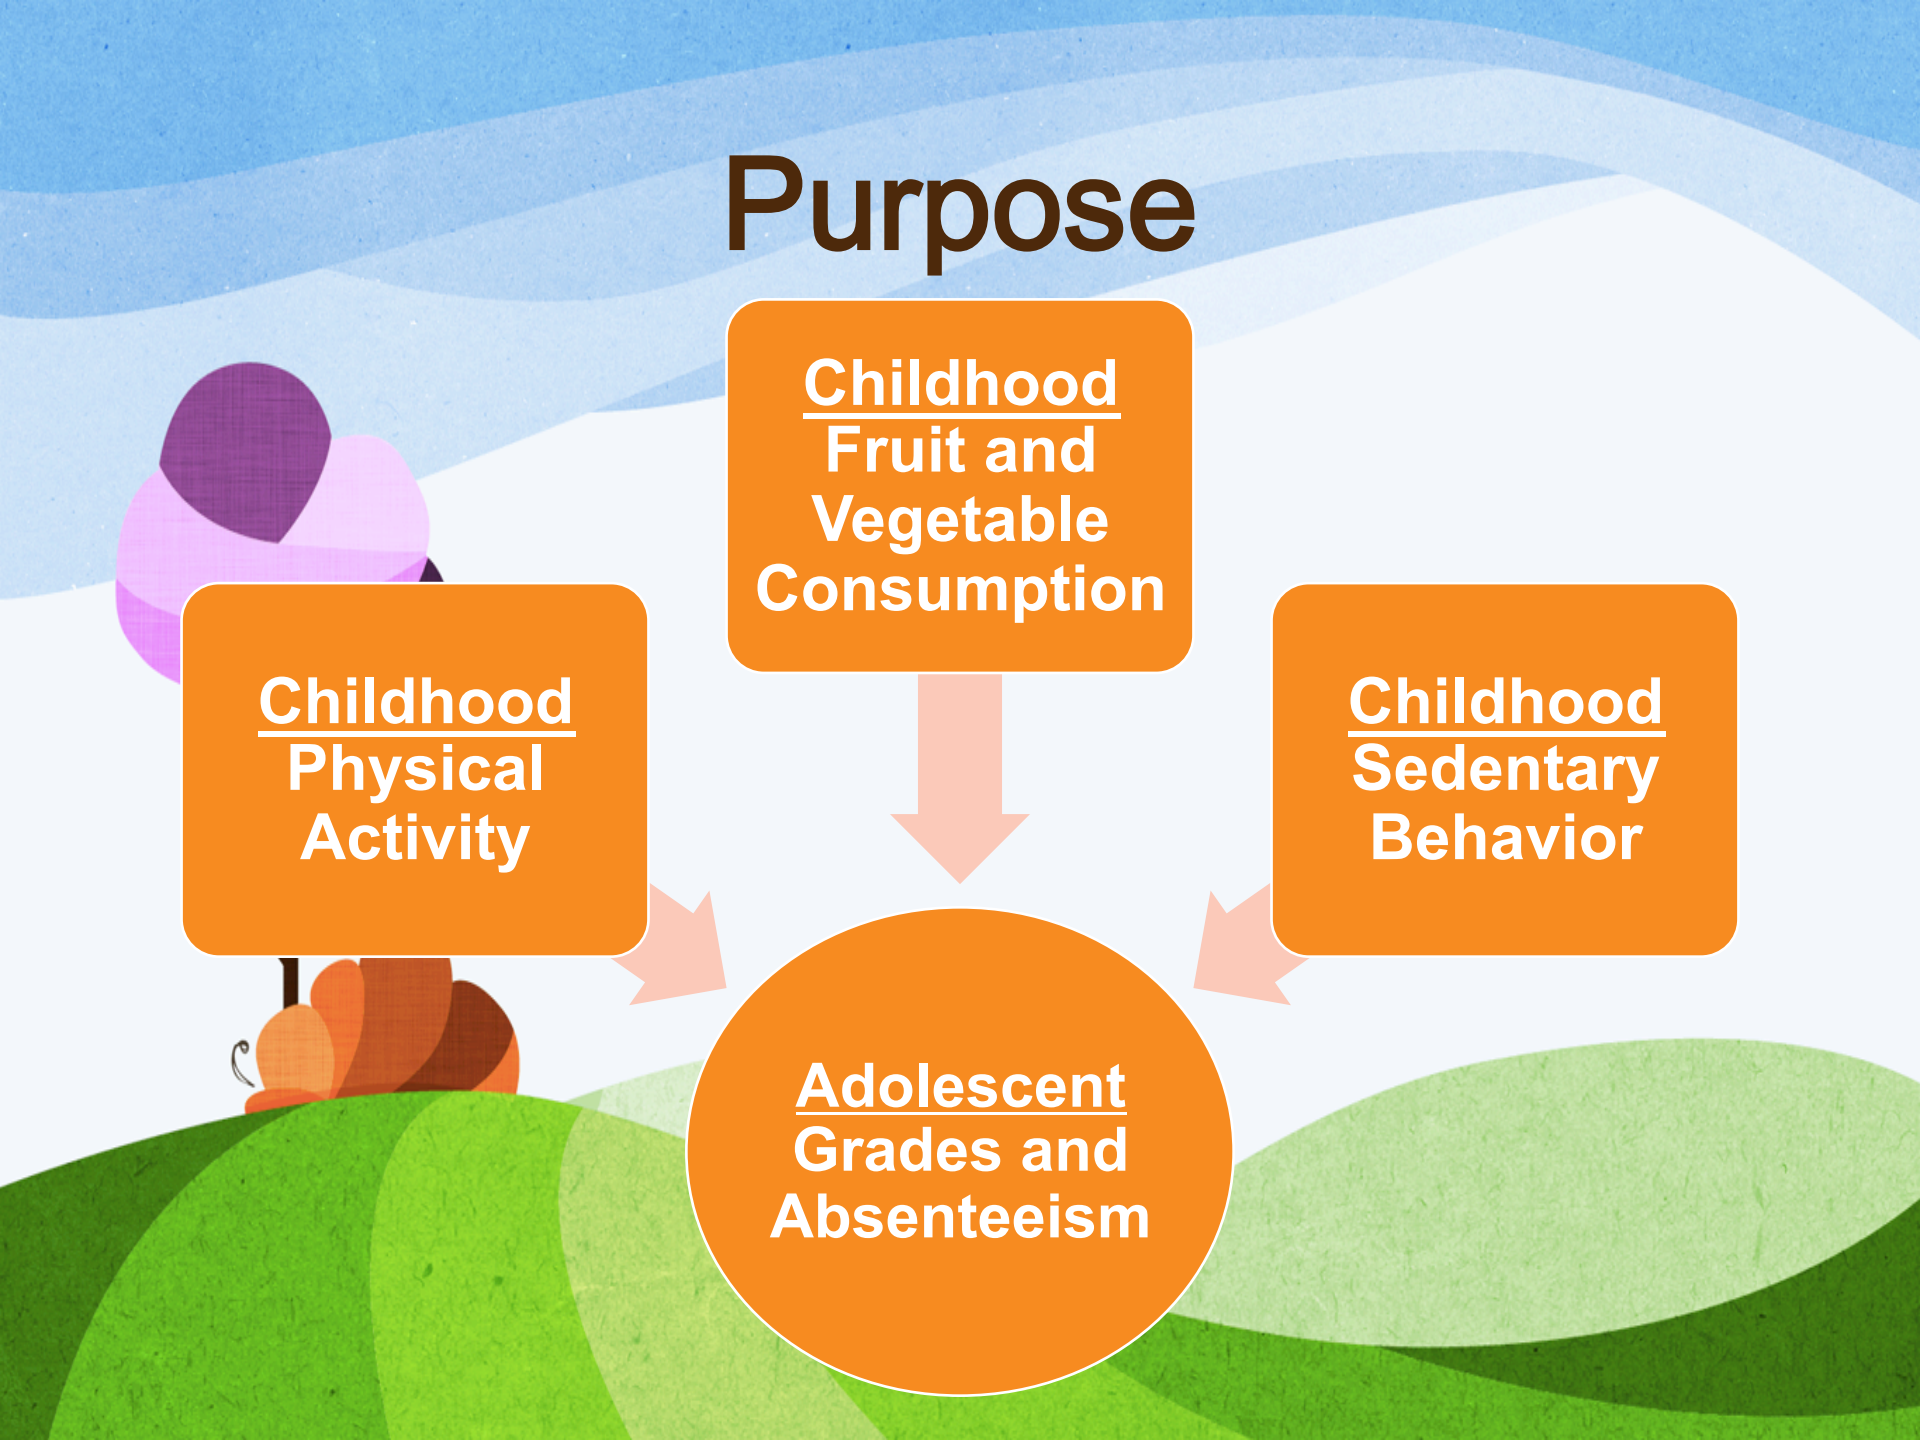 Purpose
Childhood
Fruit and
Vegetable
Consumption
Childhood
Physical
Activity
Childhood
Sedentary
Behavior
Adolescent
Grades and
Absenteeism